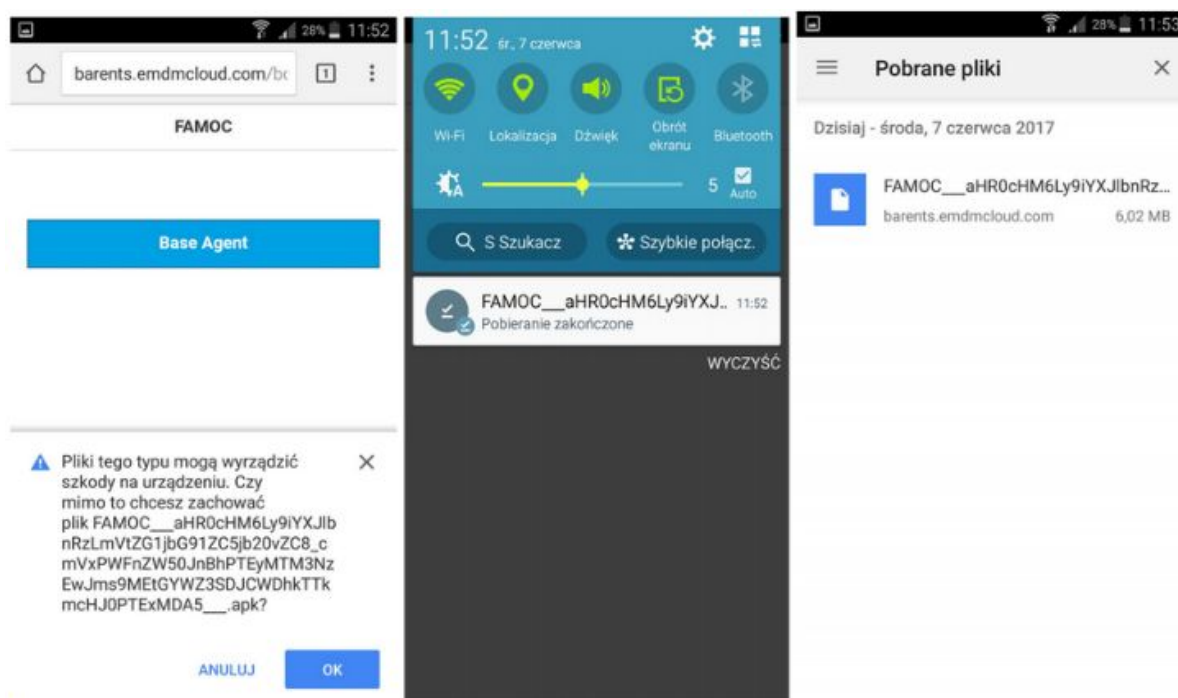 28% 11:52
barents.emdmcloud.com/bc
1
FAMOC
Base Agent
Pliki tego typu mogą wyrządzić
szkody na urządzeniu. Czy
mimo to chcesz zachować
plik FAMOC___aHR0cHM6Ly9iYXJlb
nRzLmVtZG1jbG91ZC5jb20vZC8_c
mVxPWFnZW50JnBhPTEyMTM3Nz
EwJms9MEtGYWZ3SDJCWDhkTTk
mcHJ0PTExMDA5___.apk?
ANULUJ OK
11:52 śr., 7 czerwca
Wi-Fi Lokalizacja Dźwięk Obrót
ekranu Bluetooth
A 5 Auto
S Szukacz Szybkie połącz.
FAMOC___aHR0cHM6Ly9iYXJ.. 11:52
Pobieranie zakończone
WYCZYŚĆ
28% 11:53
Pobrane pliki
Dzisiaj - środa, 7 czerwca 2017
FAMOC___aHR0cHM6Ly9iYXJlbnRz...
barents.emdmcloud.com 6,02 MB